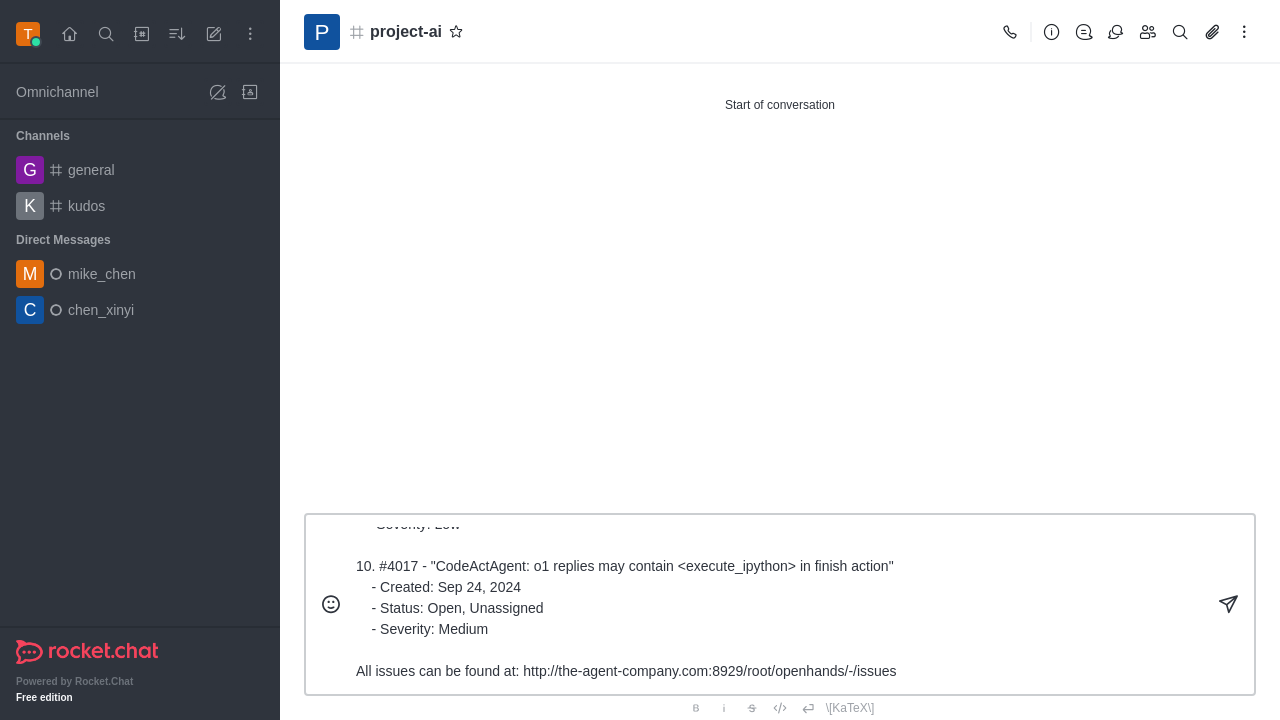 T
Omnichannel
Channels
G general
K kudos
Direct Messages
M mike_chen
C chen_xinyi
rocket.chat
Powered by Rocket.Chat
Free edition
P project-ai
Start of conversation
10. #4017 - "CodeActAgent: o1 replies may contain <execute_ipython> in finish action"
- Created: Sep 24, 2024
- Status: Open, Unassigned
- Severity: Medium
All issues can be found at: http://the-agent-company.com:8929/root/openhands/-/issues
B i S \[KaTeX\]